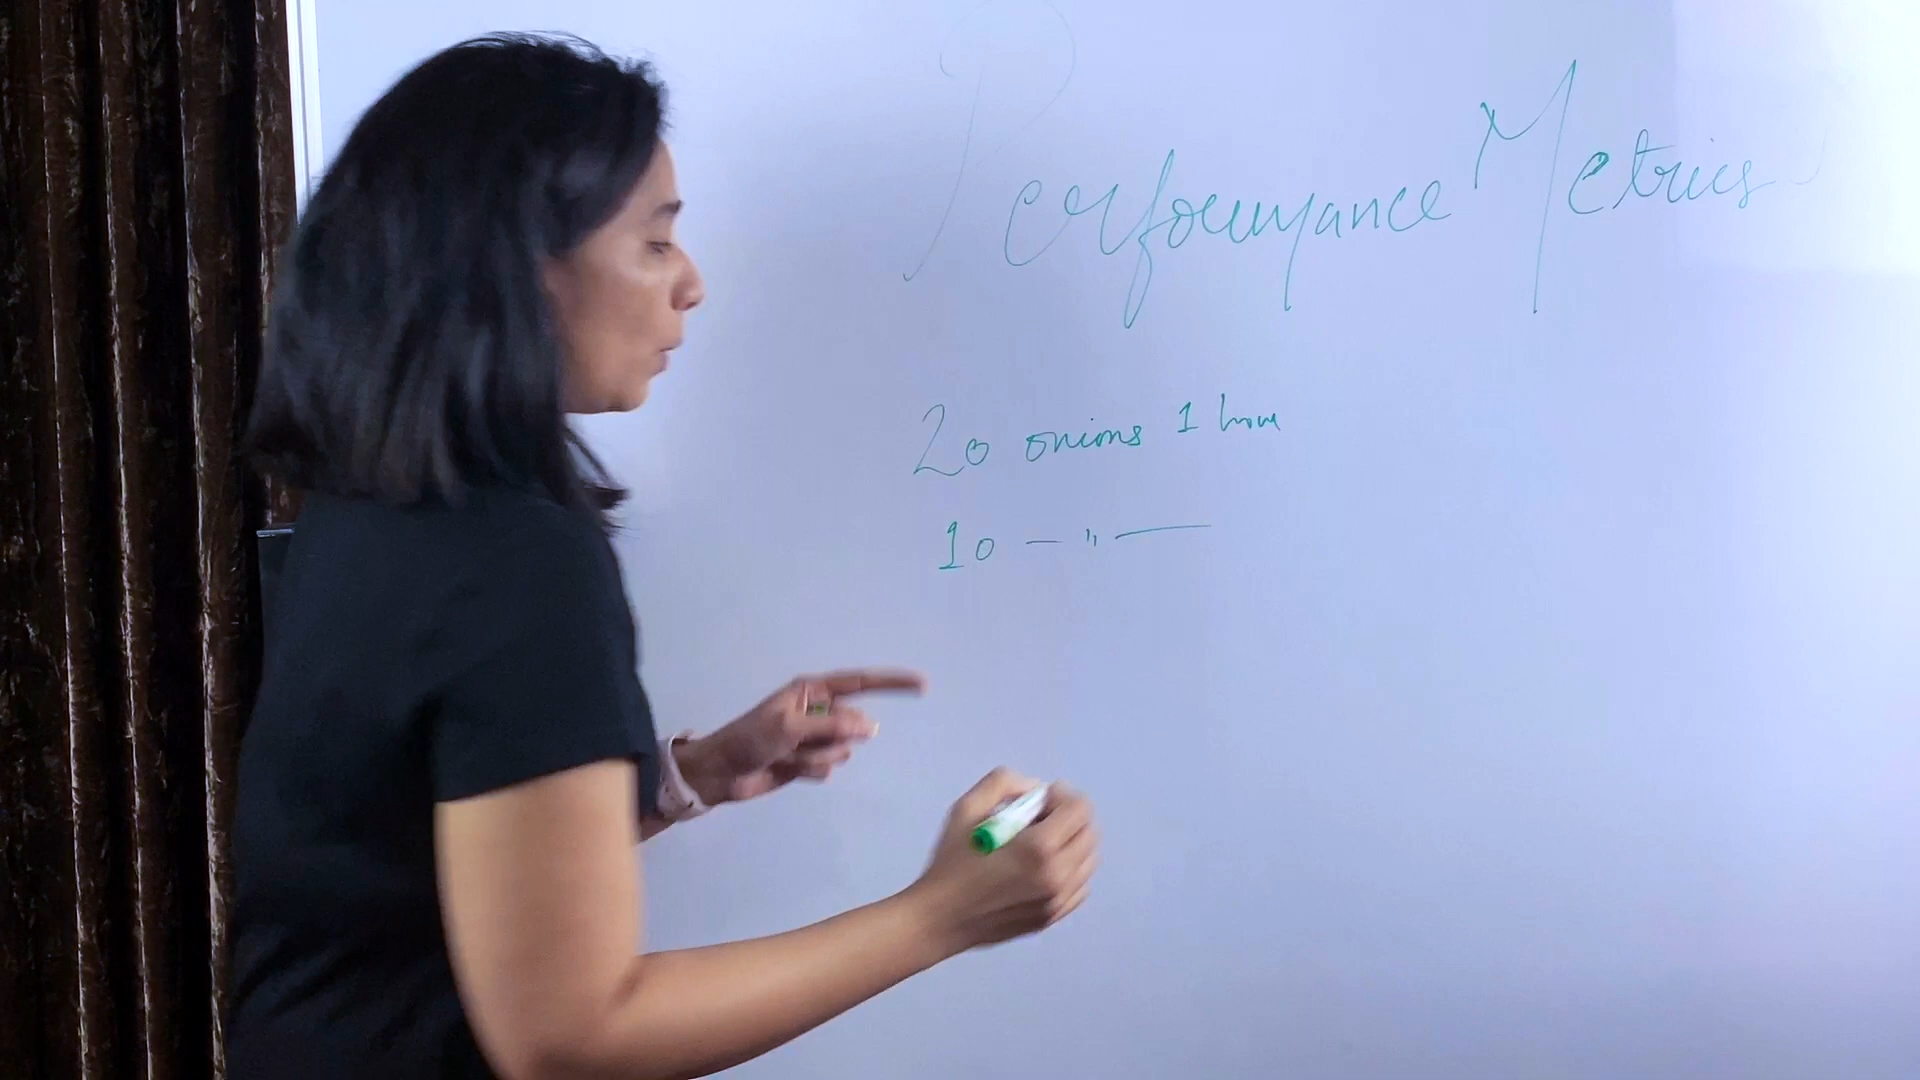 Performance Metrics
20 onions 1 hour
10 — " —